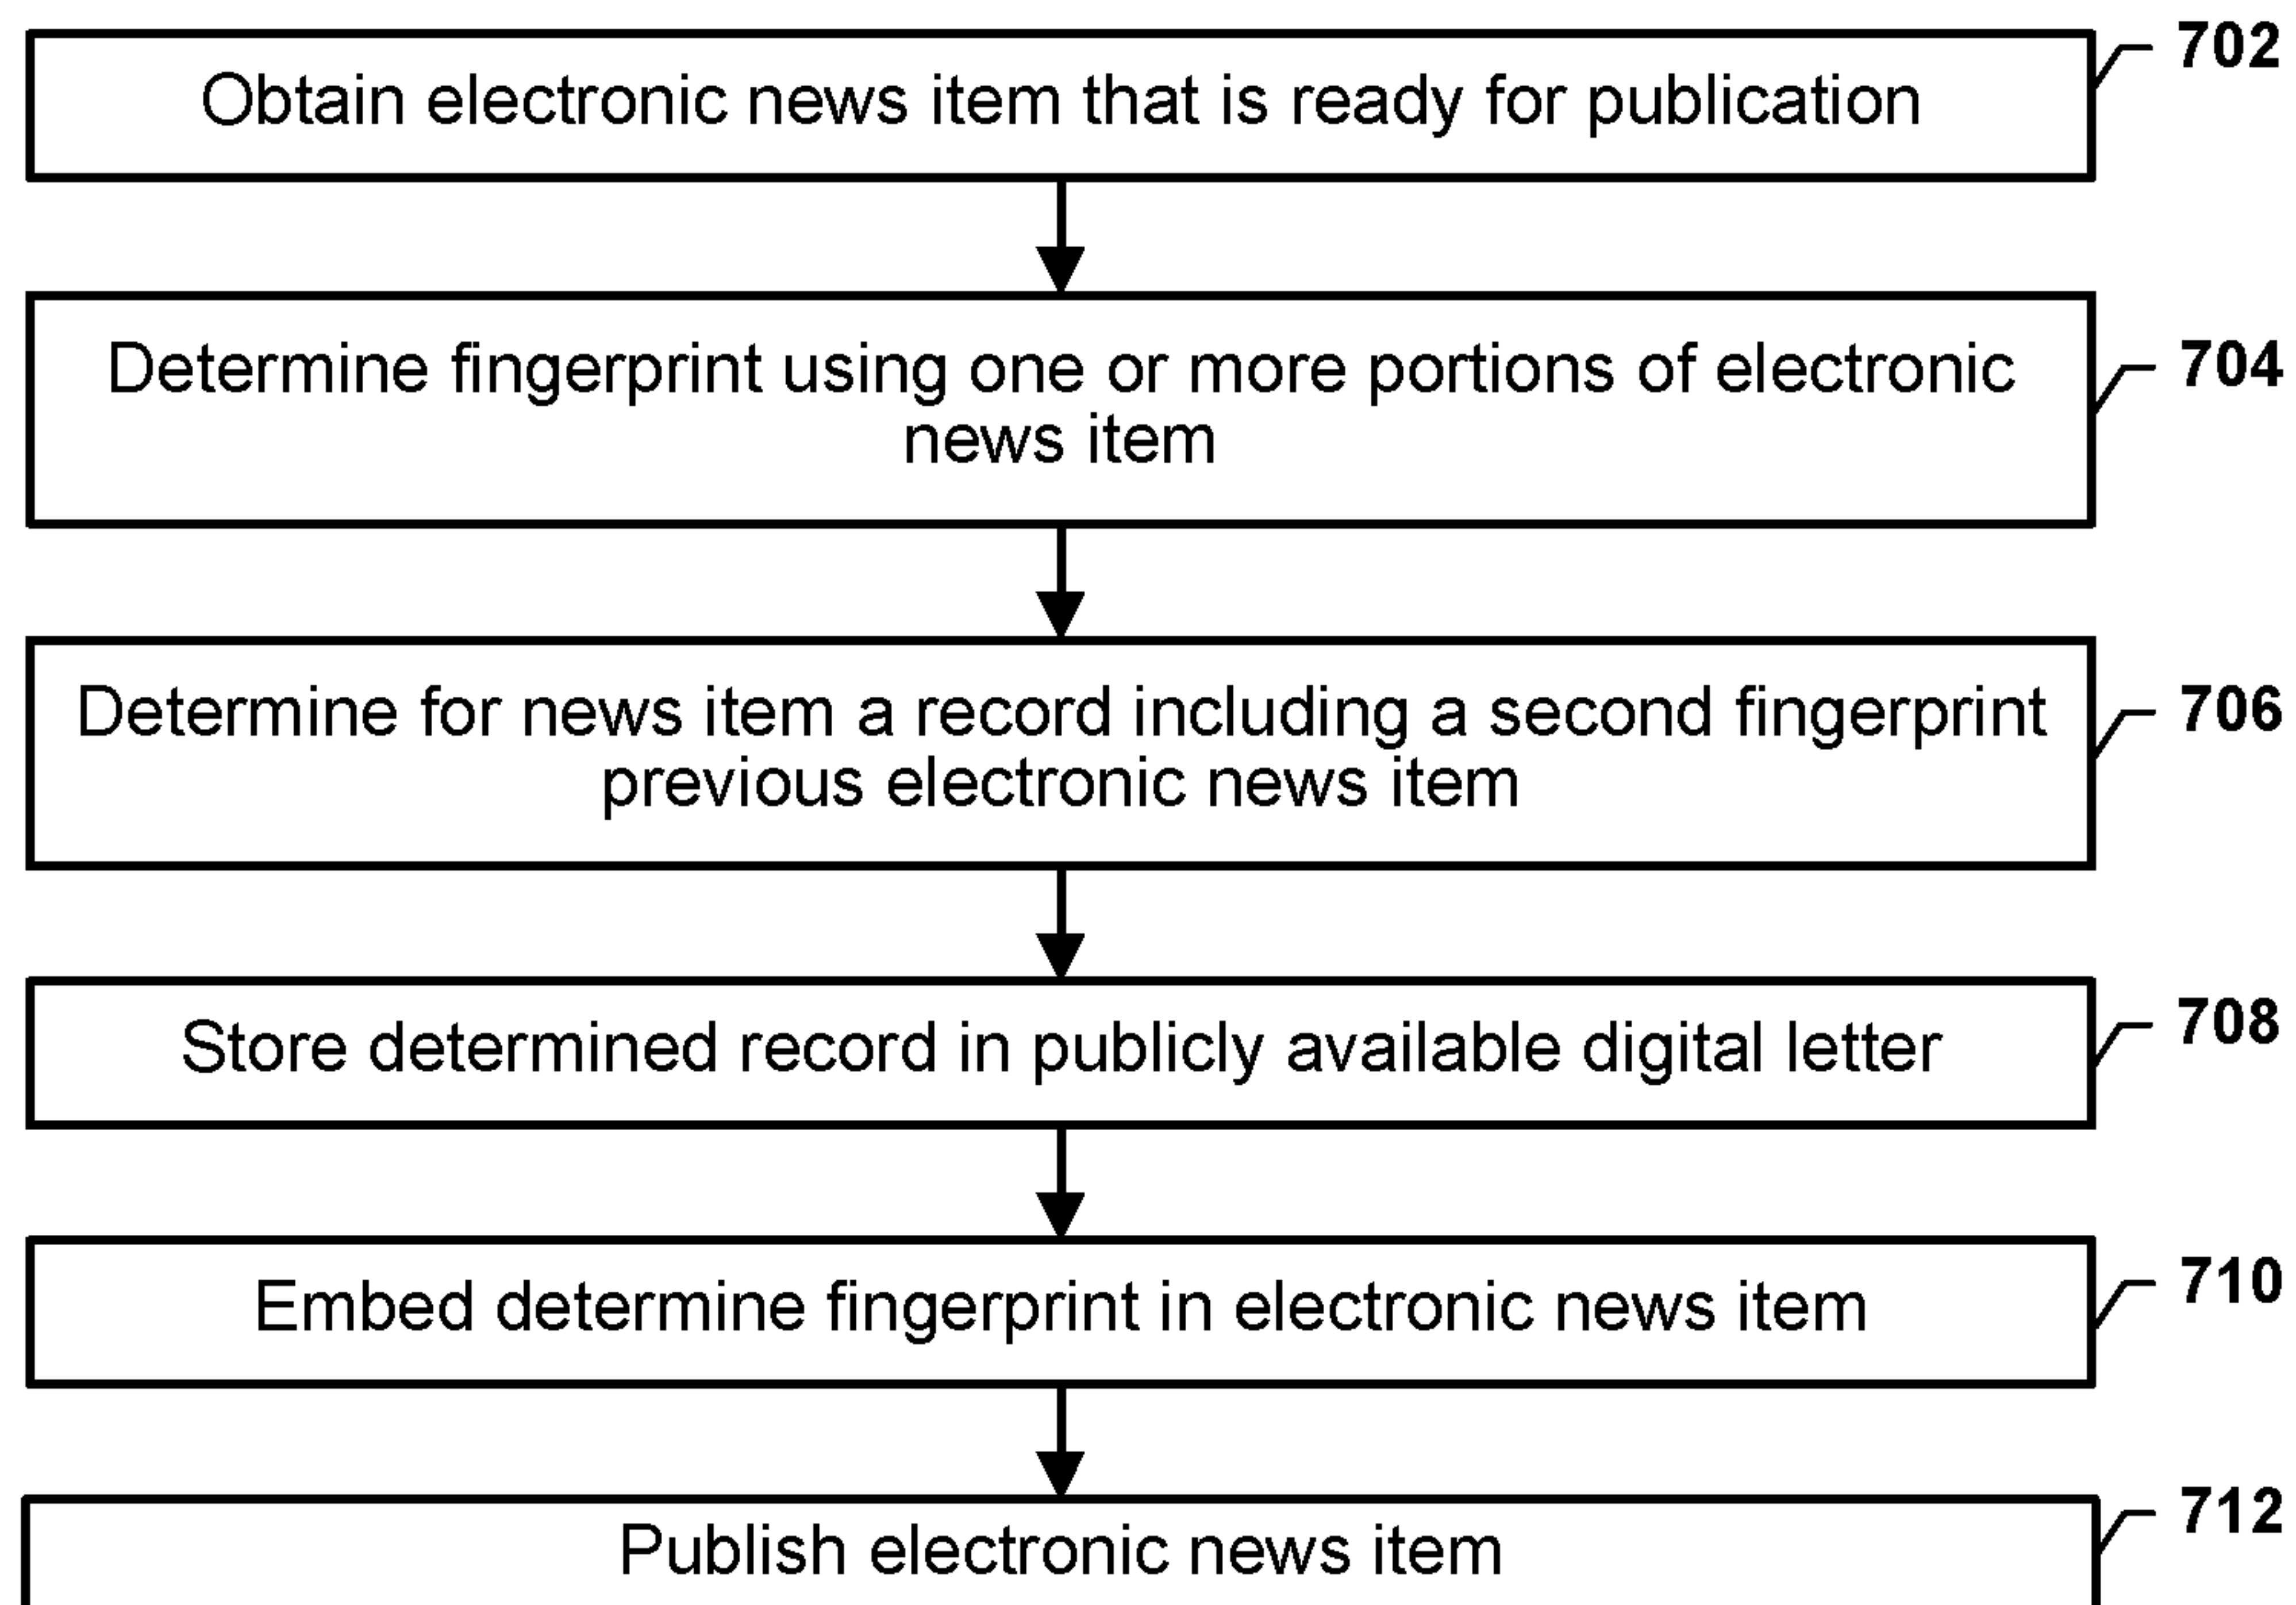 702
Obtain electronic news item that is ready for publication
704
Determine fingerprint using one or more portions of electronic
news item
706
Determine for news item a record including a second fingerprint
previous electronic news item
708
Store determined record in publicly available digital letter
710
Embed determine fingerprint in electronic news item
712
Publish electronic news item